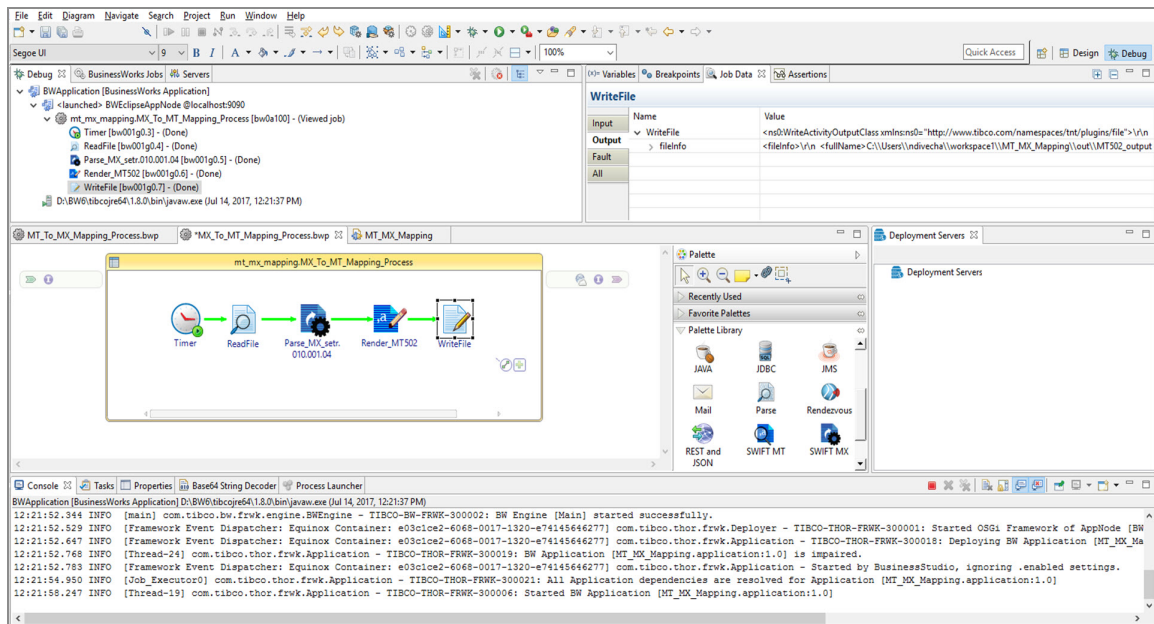 File Edit Diagram Navigate Search Project Run Window Help
Segoe UI 9 B I A 100% Quick Access Design Debug
Debug BusinessWorks Jobs Servers
BWApplication [BusinessWorks Application]
<launched> BWEclipseAppNode @localhost:9090
mt_mx_mapping.MX_To_MT_Mapping_Process [bw0a100] - (Viewed job)
Timer [bw001g0.3] - (Done)
ReadFile [bw001g0.4] - (Done)
Parse_MX_setr.010.001.04 [bw001g0.5] - (Done)
Render_MT502 [bw001g0.6] - (Done)
WriteFile [bw001g0.7] - (Done)
D:\BW6\tibcojre64\1.8.0\bin\javaw.exe (Jul 14, 2017, 12:21:37 PM)
(x)= Variables Breakpoints Job Data Assertions
WriteFile
Input
Output
Fault
All
Name Value
WriteFile <ns0:WriteActivityOutputClass xmlns:ns0="http://www.tibco.com/namespaces/tnt/plugins/file">\r\n
fileInfo <fileInfo>\r\n <fullName>C:\\Users\\ndivecha\\workspace1\\MT_MX_Mapping\\out\\MT502_output
MT_To_MX_Mapping_Process.bwp *MX_To_MT_Mapping_Process.bwp MT_MX_Mapping
mt_mx_mapping.MX_To_MT_Mapping_Process
Timer
ReadFile
Parse_MX_setr.
010.001.04
Render_MT502
WriteFile
Palette
Recently Used
Favorite Palettes
Palette Library
JAVA JDBC JMS
Mail Parse Rendezvous
REST and
JSON
SWIFT MT SWIFT MX
Deployment Servers
Deployment Servers
Console Tasks Properties Base64 String Decoder Process Launcher
BWApplication [BusinessWorks Application] D:\BW6\tibcojre64\1.8.0\bin\javaw.exe (Jul 14, 2017, 12:21:37 PM)
12:21:52.344 INFO [main] com.tibco.bw.frwk.engine.BWEngine - TIBCO-BW-FRWK-300002: BW Engine [Main] started successfully.
12:21:52.529 INFO [Framework Event Dispatcher: Equinox Container: e03c1ce2-6068-0017-1320-e74145646277] com.tibco.thor.frwk.Deployer - TIBCO-THOR-FRWK-300001: Started OSGi Framework of AppNode [BW
12:21:52.647 INFO [Framework Event Dispatcher: Equinox Container: e03c1ce2-6068-0017-1320-e74145646277] com.tibco.thor.frwk.Application - TIBCO-THOR-FRWK-300018: Deploying BW Application [MT_MX_Ma
12:21:52.768 INFO [Thread-24] com.tibco.thor.frwk.Application - TIBCO-THOR-FRWK-300019: BW Application [MT_MX_Mapping.application:1.0] is impaired.
12:21:52.783 INFO [Framework Event Dispatcher: Equinox Container: e03c1ce2-6068-0017-1320-e74145646277] com.tibco.thor.frwk.Application - Started by BusinessStudio, ignoring .enabled settings.
12:21:54.950 INFO [Job_Executor0] com.tibco.thor.frwk.Application - TIBCO-THOR-FRWK-300021: All Application dependencies are resolved for Application [MT_MX_Mapping.application:1.0]
12:21:58.247 INFO [Thread-19] com.tibco.thor.frwk.Application - TIBCO-THOR-FRWK-300006: Started BW Application [MT_MX_Mapping.application:1.0]